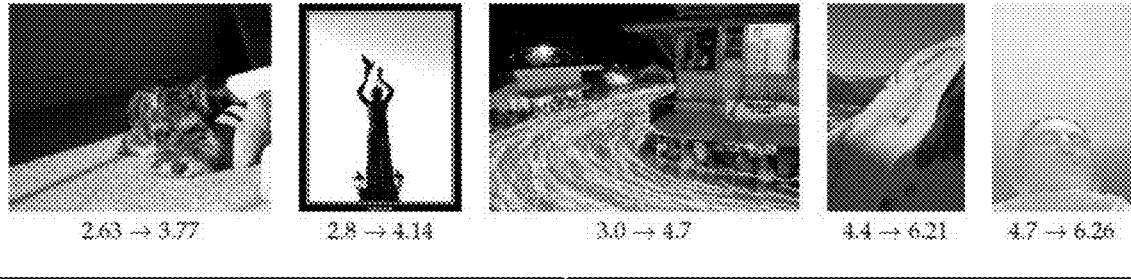 2.63 → 3.77
2.8 → 4.14
3.0 → 4.7
4.4 → 6.21
4.7 → 6.26